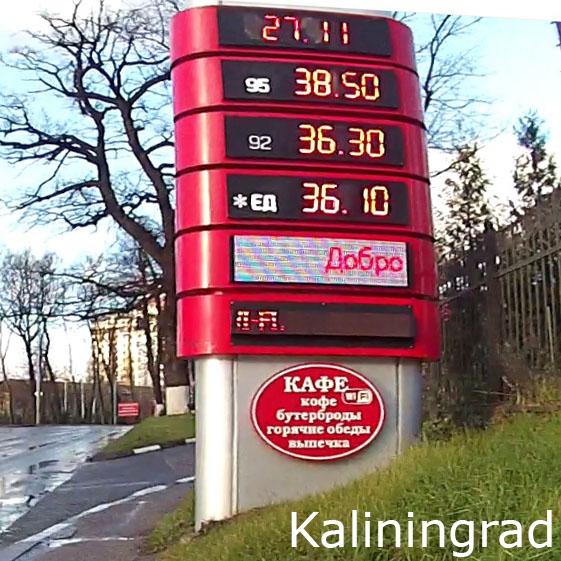 27.11
95 38.50
92 36.30
*ЕД 36.10
Добро
КАФЕ
WiFi
кофе
бутерброды
горячие обеды
выпечка
Kaliningrad